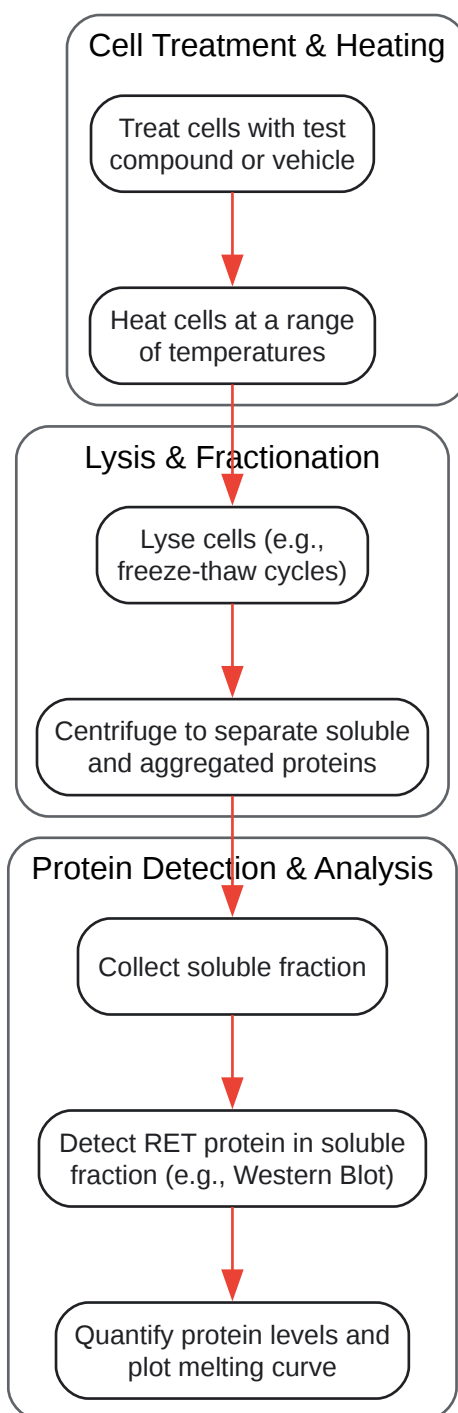 Cell Treatment & Heating
Treat cells with test
compound or vehicle
Heat cells at a range
of temperatures
Lysis & Fractionation
Lyse cells (e.g.,
freeze-thaw cycles)
Centrifuge to separate soluble
and aggregated proteins
Protein Detection & Analysis
Collect soluble fraction
Detect RET protein in soluble
fraction (e.g., Western Blot)
Quantify protein levels and
plot melting curve